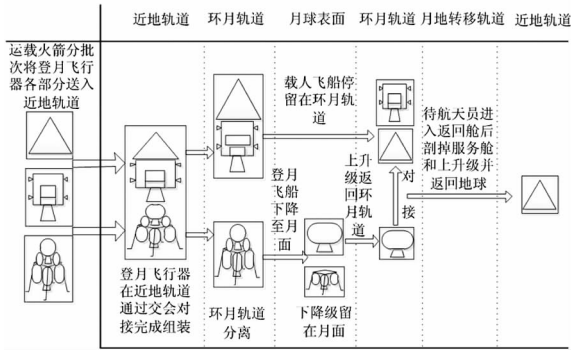 近地轨道
环月轨道
月球表面
环月轨道
月地转移轨道
近地轨道
运载火箭分批
次将登月飞行
器各部分送入
近地轨道
载人飞船停
留在环月轨
道
待航天员进
入返回舱后
剖掉服务舱
和上升级并
返回地球
登月
飞船
下降
至月
面
上升
级返
回环
月轨
道
对
接
登月飞行器
在近地轨道
通过交会对
接完成组装
环月轨道
分离
下降级留
在月面